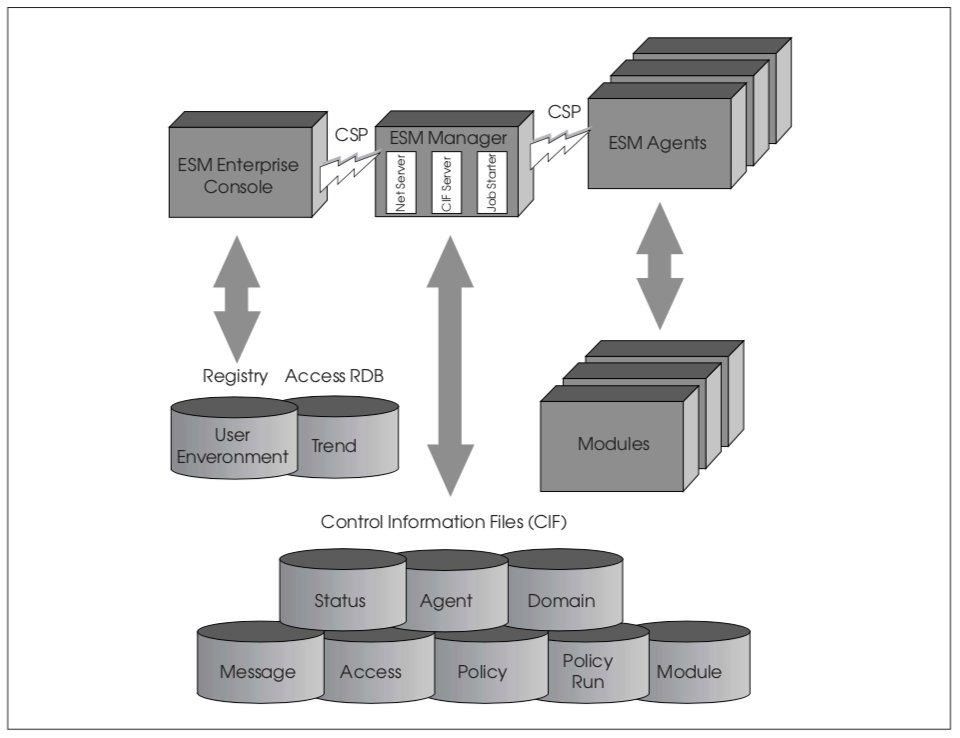 CSP
CSP
ESM Enterprise
Console
ESM Manager
Net Server
CIF Server
Job Starter
ESM Agents
Registry
Access RDB
User
Enveronment
Trend
Modules
Control Information Files (CIF)
Status
Agent
Domain
Message
Access
Policy
Policy
Run
Module